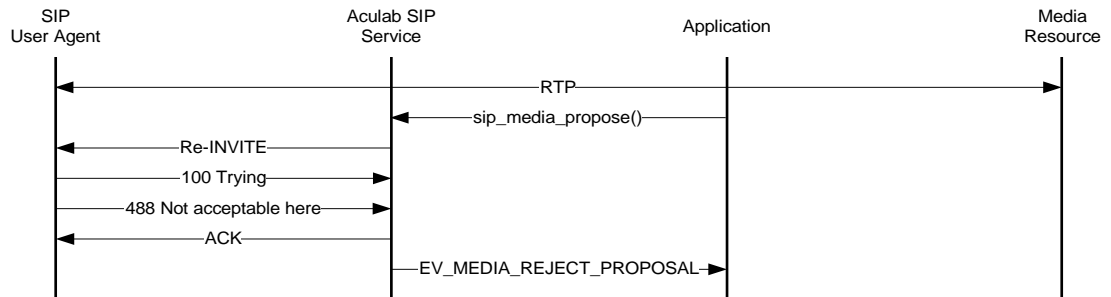 SIP
User Agent
Aculab SIP
Service
Application
Media
Resource
RTP
sip_media_propose()
Re-INVITE
100 Trying
488 Not acceptable here
ACK
EV_MEDIA_REJECT_PROPOSAL